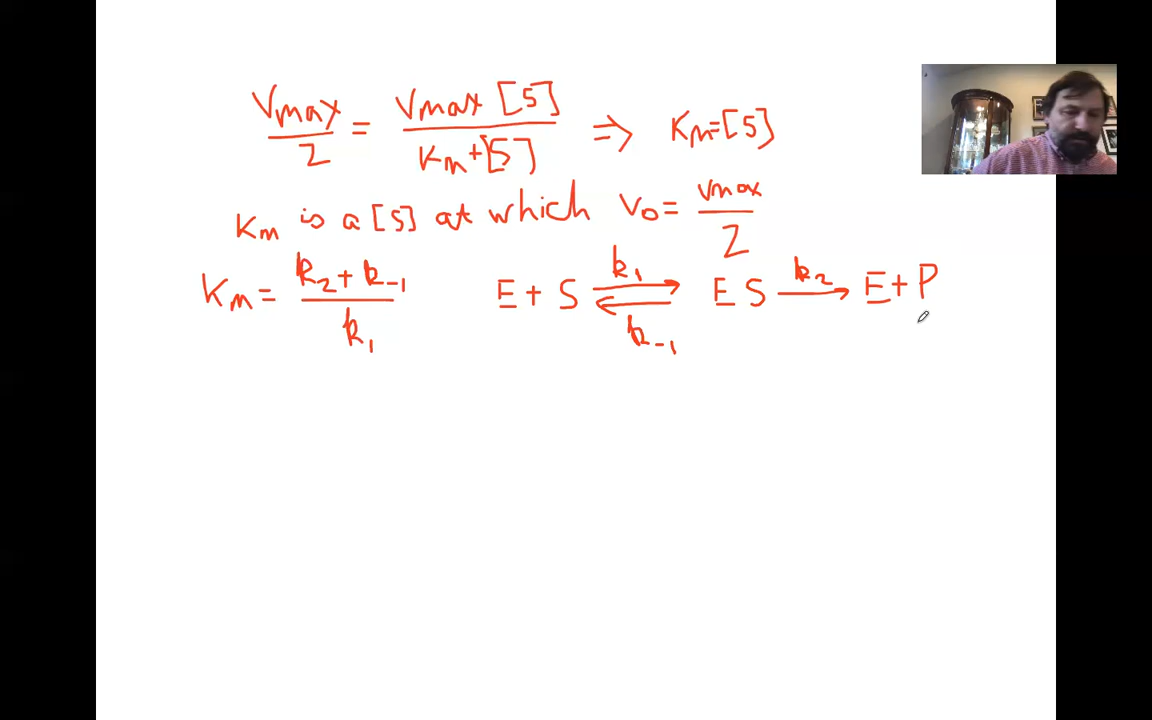 Vmax/2 = Vmax [S]/Km+[S] ⇒ Km=[S]
Km is a [S] at which V0 = Vmax/2
Km = k2 + k-1/k1 E + S k1 ⇌ k-1 ES k2 → E + P